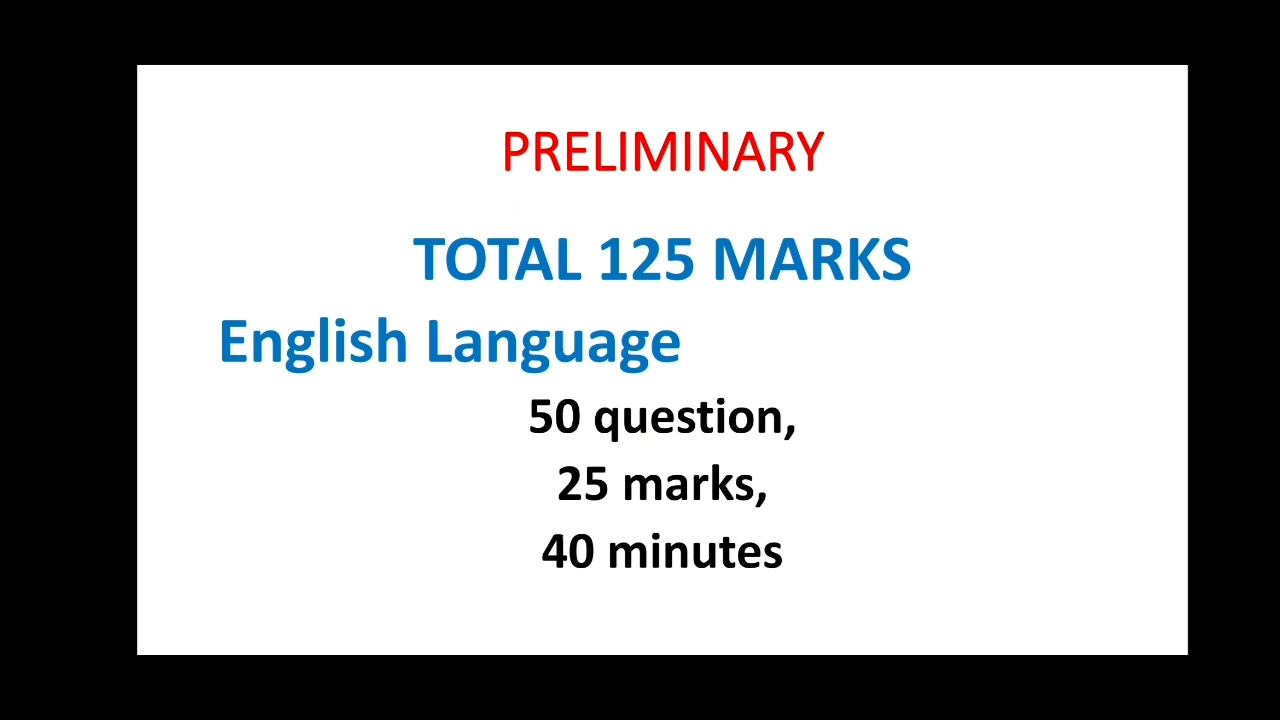 PRELIMINARY
TOTAL 125 MARKS
English Language
50 question,
25 marks,
40 minutes